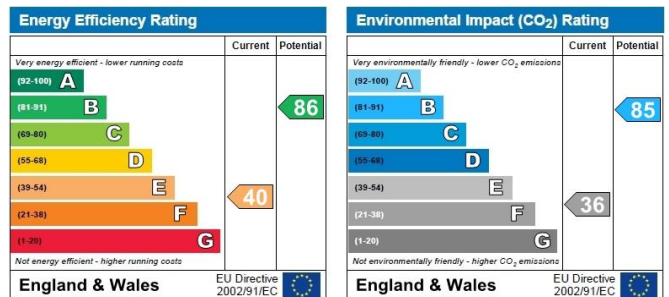 Energy Efficiency Rating
Current Potential
Very energy efficient - lower running costs
(92-100) A
(81-91) B
86
(69-80) C
(55-68) D
(39-54) E
40
(21-38) F
(1-20) G
Not energy efficient - higher running costs
England & Wales
EU Directive
2002/91/EC
Environmental Impact (CO₂) Rating
Current Potential
Very environmentally friendly - lower CO₂ emissions
(92-100) A
(81-91) B
85
(69-80) C
(55-68) D
(39-54) E
(21-38) F
36
(1-20) G
Not environmentally friendly - higher CO₂ emissions
England & Wales
EU Directive
2002/91/EC